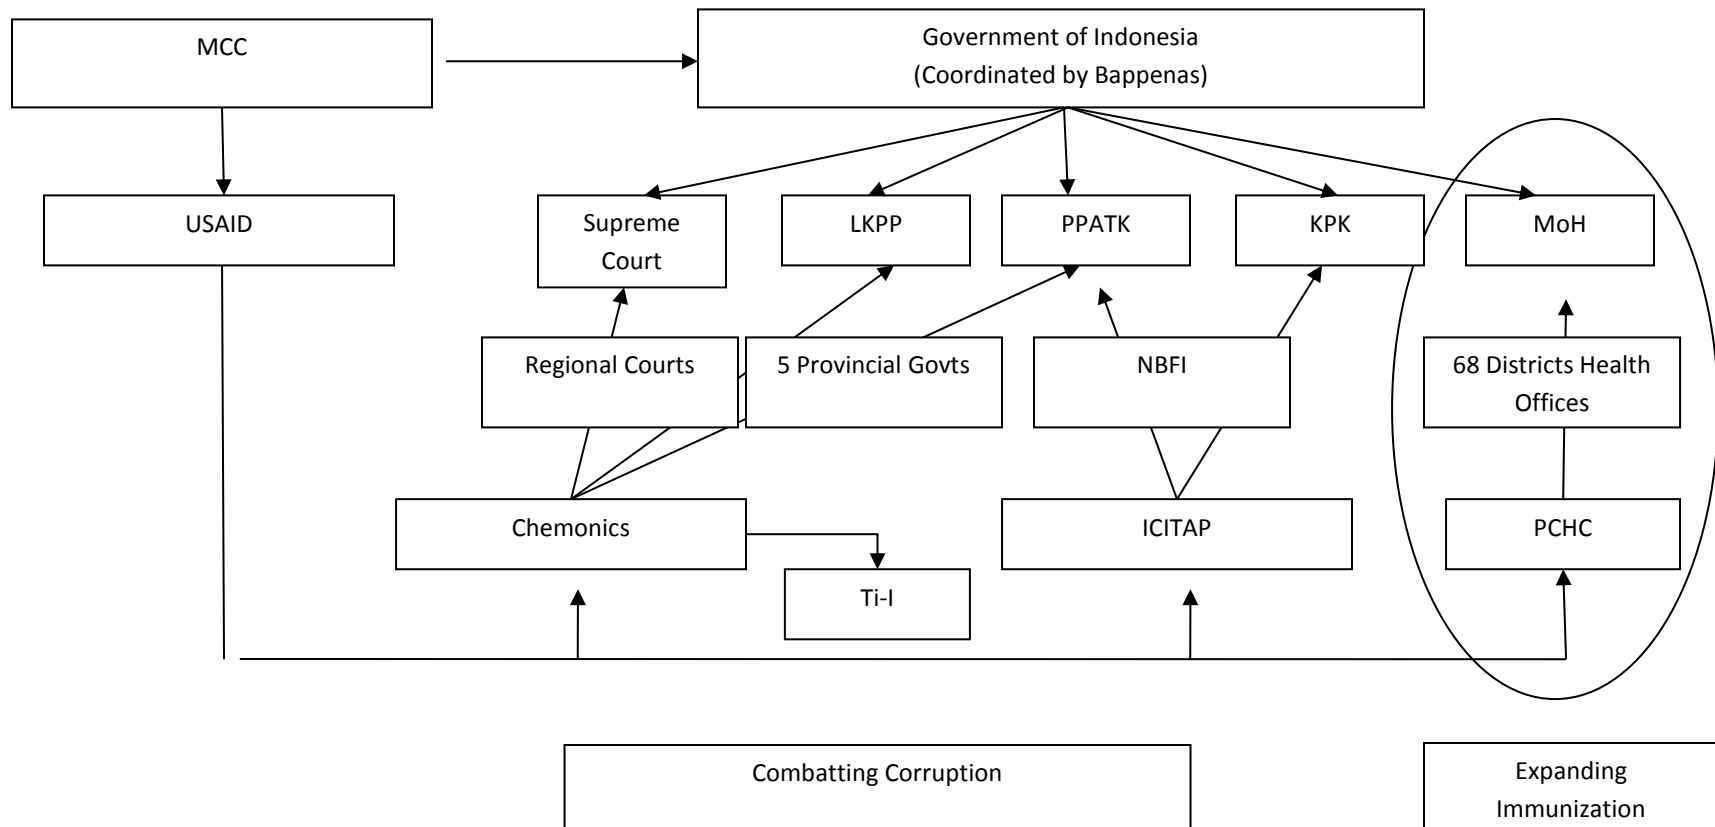 MCC
Government of Indonesia
(Coordinated by Bappenas)
USAID
Supreme
Court
LKPP
PPATK
KPK
MoH
Regional Courts
5 Provincial Govts
NBFI
68 Districts Health
Offices
Chemonics
ICITAP
PCHC
Ti-I
Combatting Corruption
Expanding
Immunization